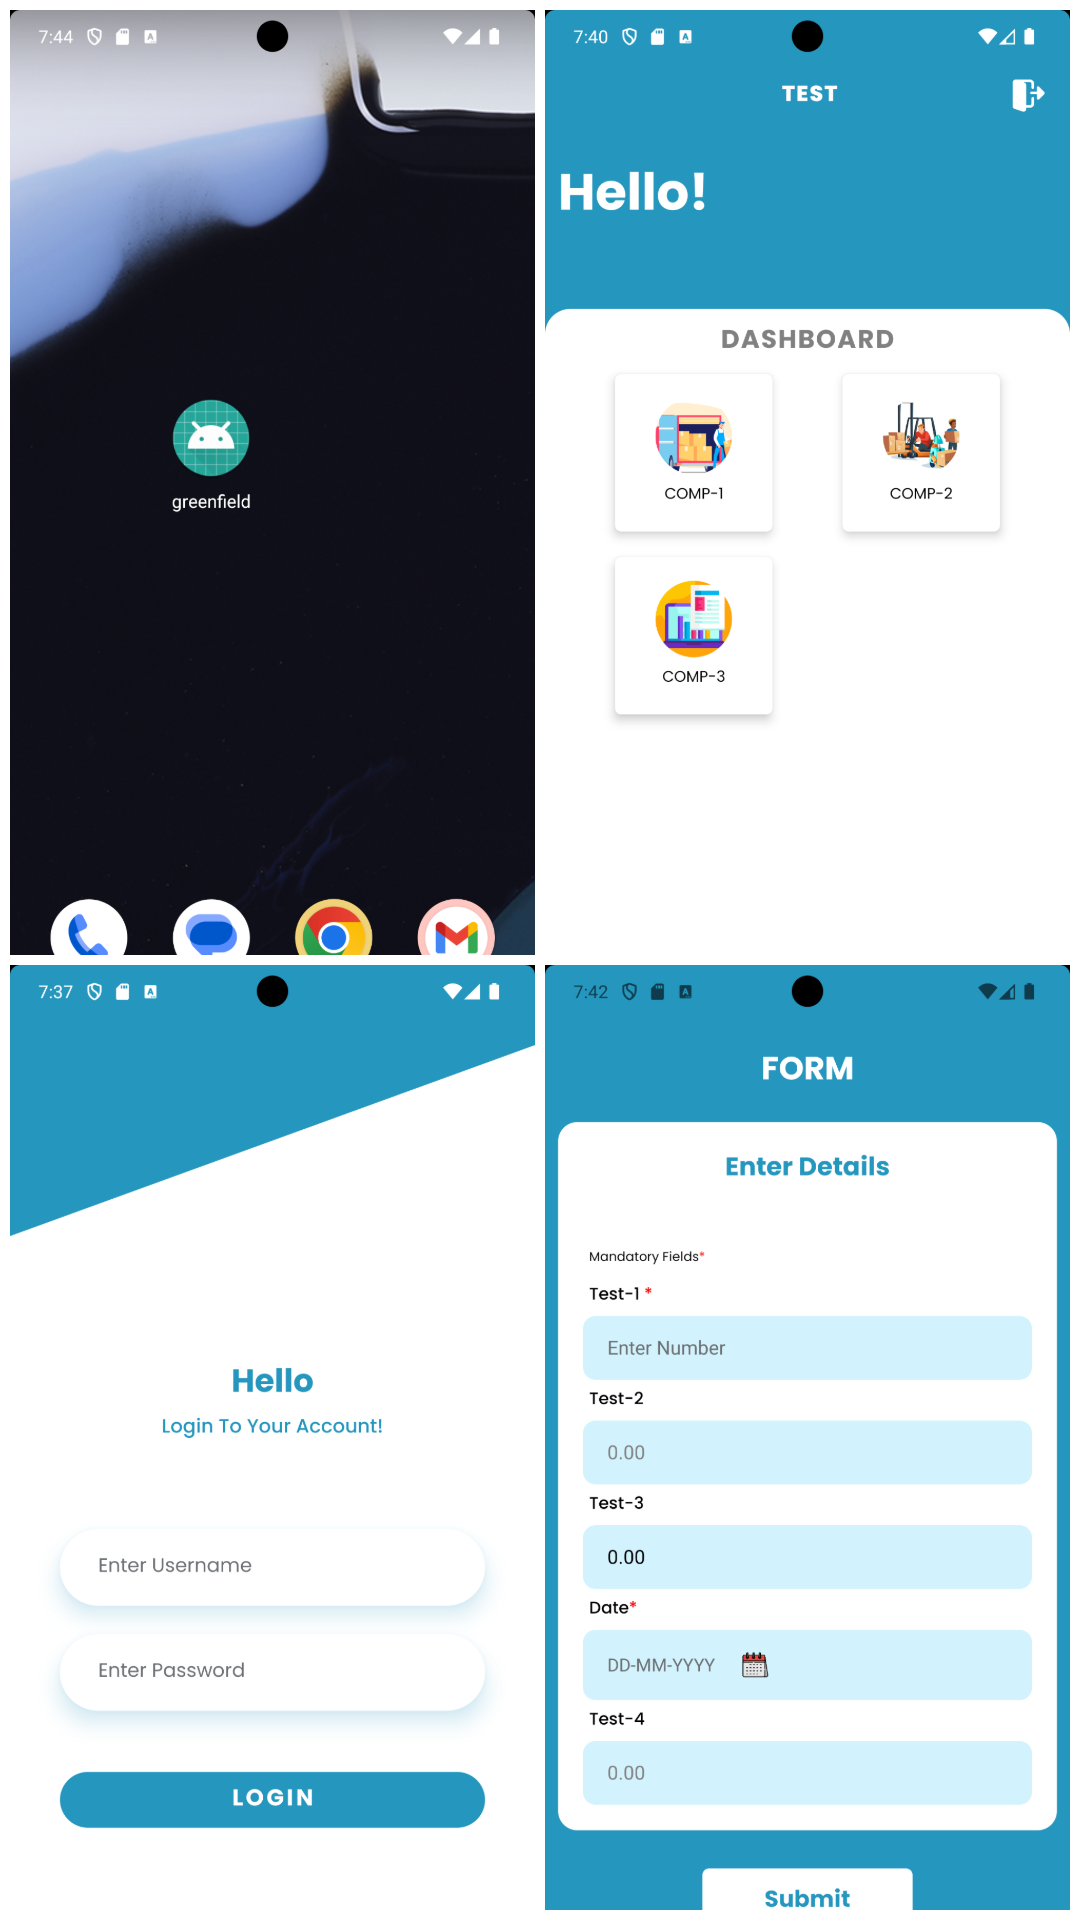 7:44
greenfield
7:40
TEST
Hello!
DASHBOARD
COMP-1
COMP-2
COMP-3
7:37
Hello
Login To Your Account!
Enter Username
Enter Password
LOGIN
7:42
FORM
Enter Details
Mandatory Fields*
Test-1 *
Enter Number
Test-2
0.00
Test-3
0.00
Date*
DD-MM-YYYY
Test-4
0.00
Submit